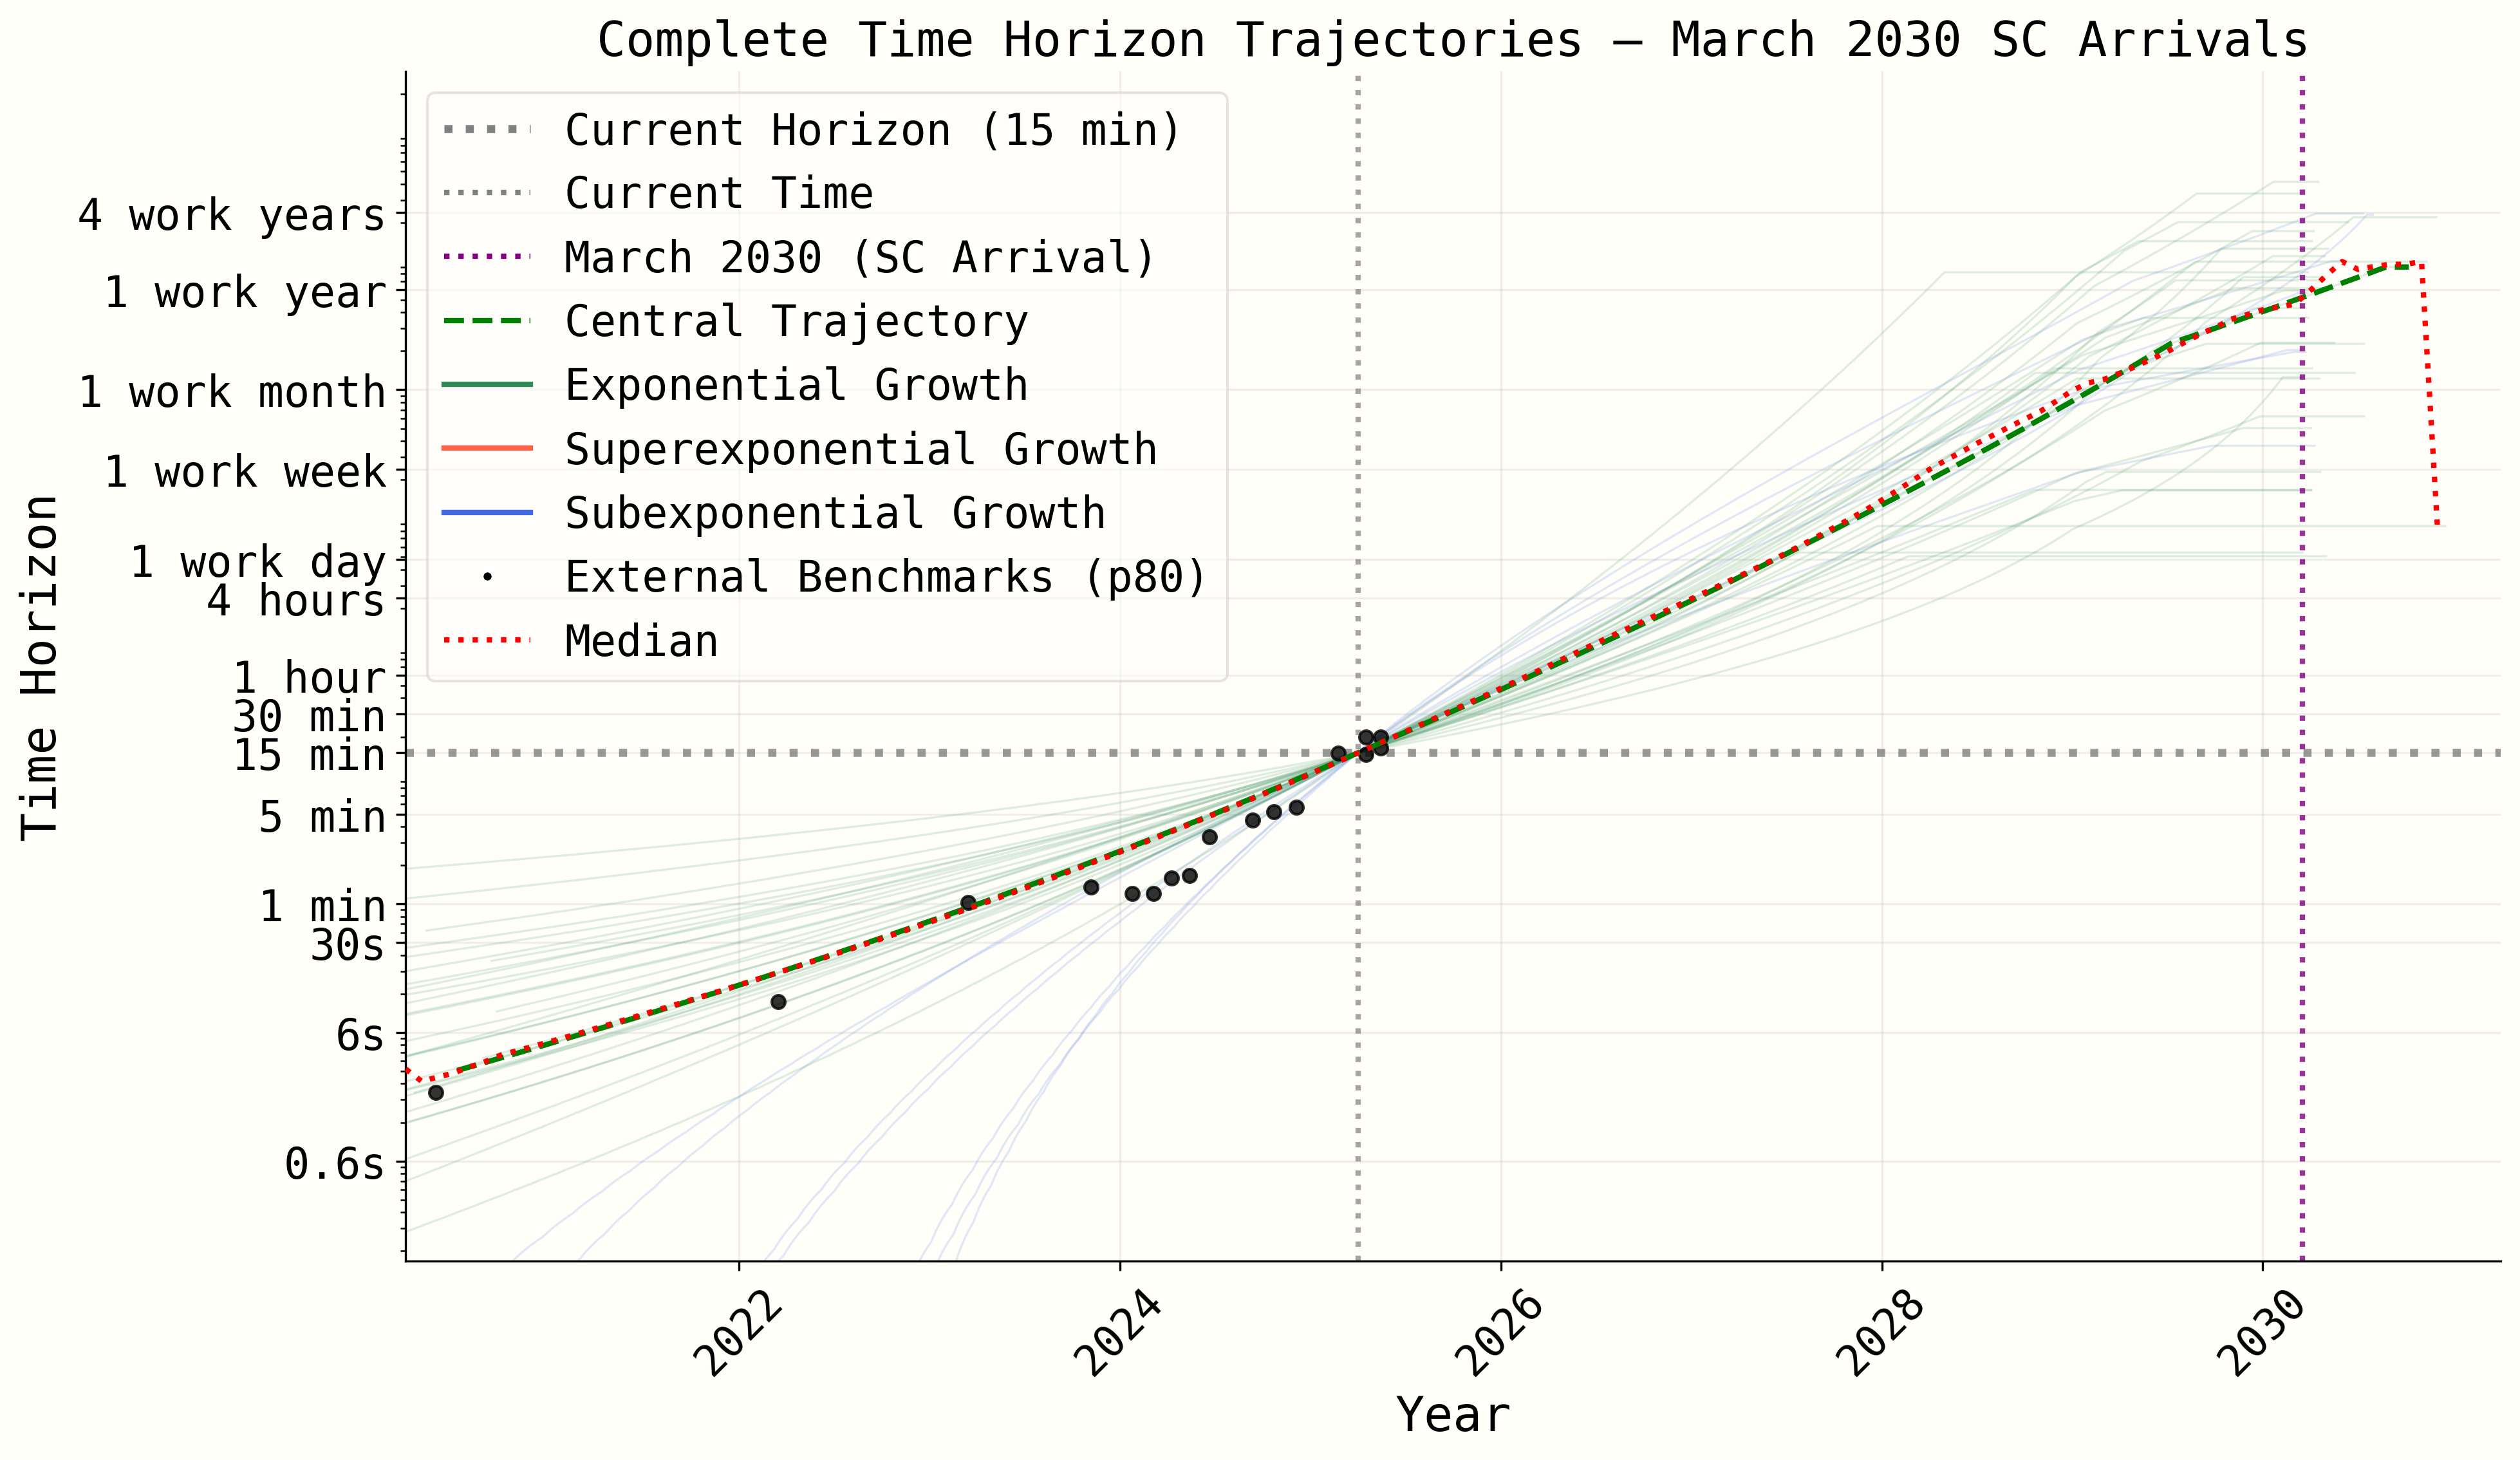 Complete Time Horizon Trajectories — March 2030 SC Arrivals
Current Horizon (15 min)
Current Time
March 2030 (SC Arrival)
Central Trajectory
Exponential Growth
Superexponential Growth
Subexponential Growth
External Benchmarks (p80)
Median
Time Horizon
4 work years
1 work year
1 work month
1 work week
1 work day
4 hours
1 hour
30 min
15 min
5 min
1 min
30s
6s
0.6s
2022
2024
2026
2028
2030
Year